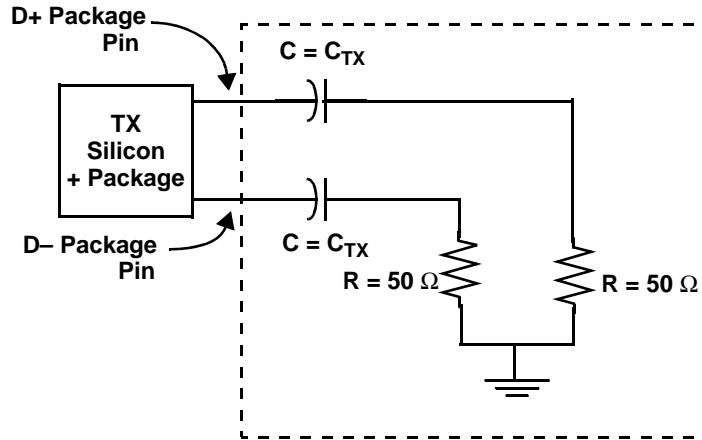 D+ Package
Pin
C = CTX
TX
Silicon
+ Package
D– Package
Pin
C = CTX
R = 50 Ω
R = 50 Ω